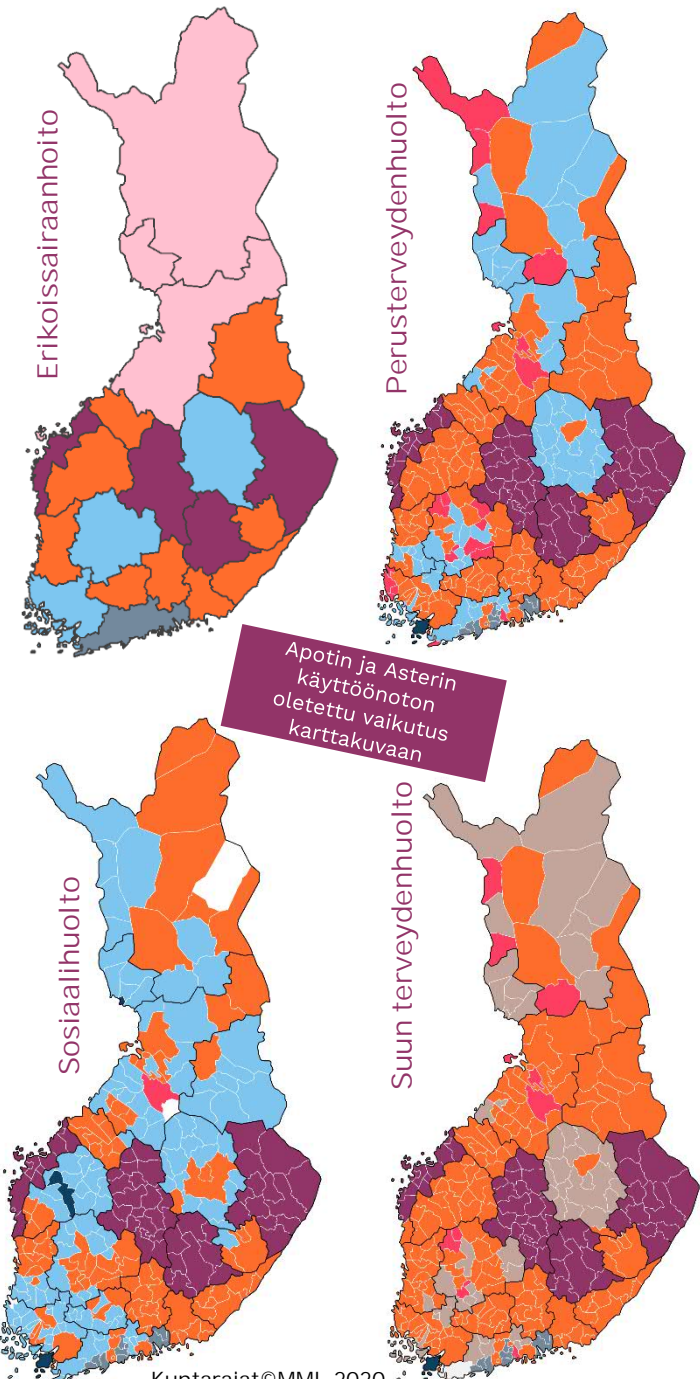 Erikoissairaanhoito
Perusterveydenhuolto
Apotin ja Asterin
käyttöönoton
oletettu vaikutus
karttakuvaan
Sosiaalihuolto
Suun terveydenhuolto
Kuntarajat©MML 2020